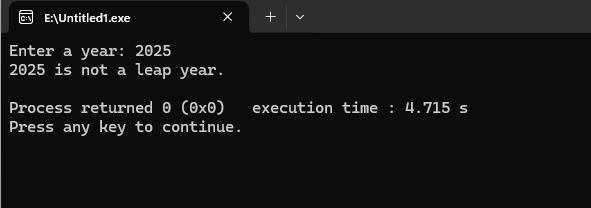 E:\Untitled1.exe
Enter a year: 2025
2025 is not a leap year.
Process returned 0 (0x0)   execution time : 4.715 s
Press any key to continue.